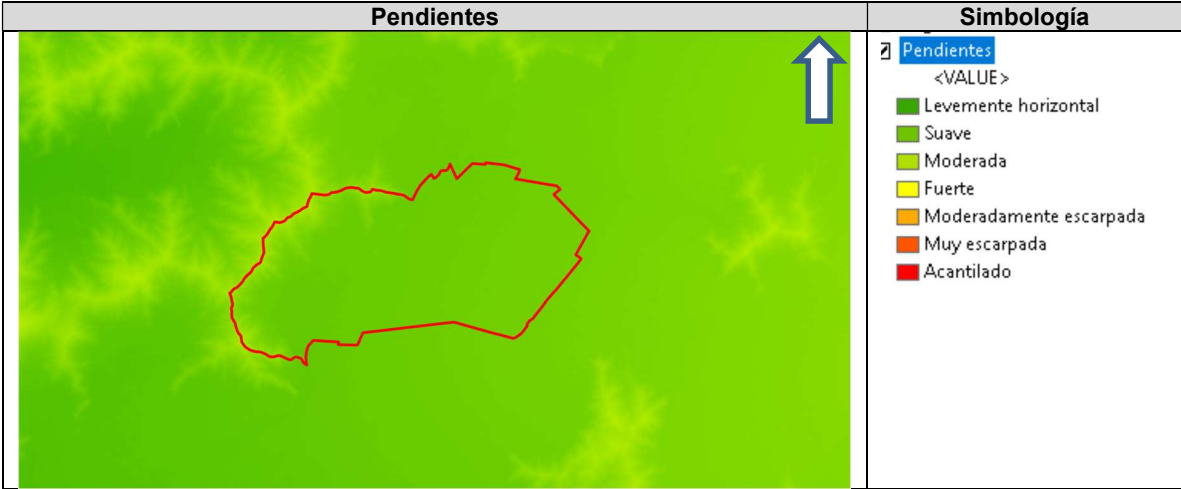 Pendientes
Simbología
Pendientes
<VALUE>
Levemente horizontal
Suave
Moderada
Fuerte
Moderadamente escarpada
Muy escarpada
Acantilado